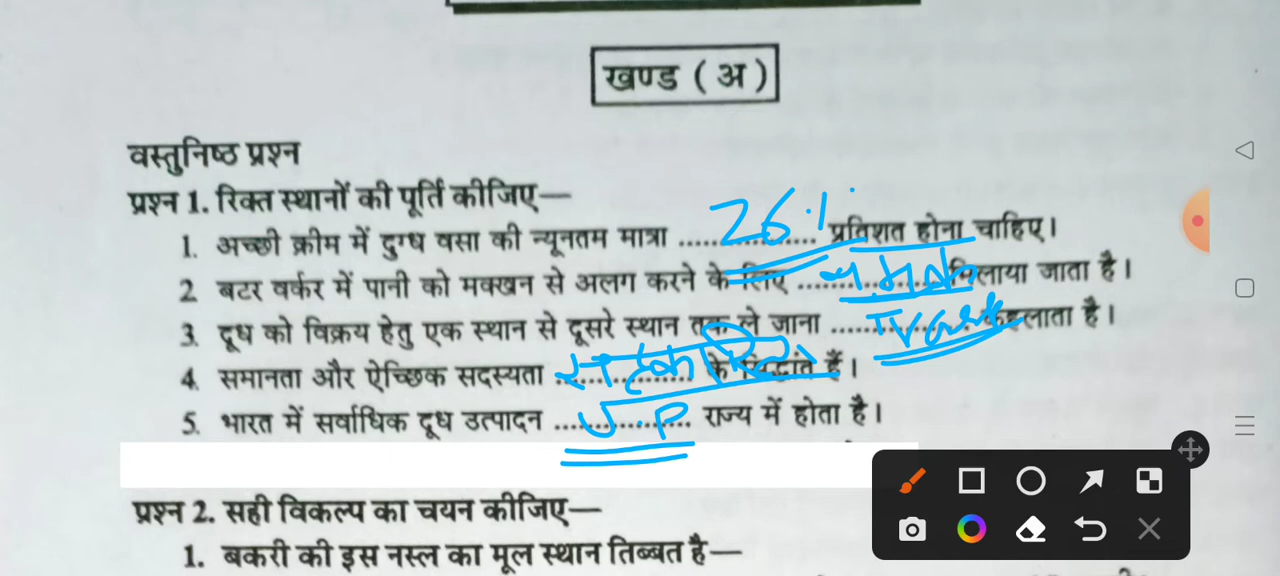 खण्ड ( अ )
वस्तुनिष्ठ प्रश्न
प्रश्न 1. रिक्त स्थानों की पूर्ति कीजिए—
1. अच्छी क्रीम में दुग्ध वसा की न्यूनतम मात्रा ..... 26% ..... प्रतिशत होना चाहिए।
2. बटर वर्कर में पानी को मक्खन से अलग करने के लिए .................. मिलाया जाता है।
3. दूध को विक्रय हेतु एक स्थान से दूसरे स्थान तक ले जाना .................. कहलाता है।
4. समानता और ऐच्छिक सदस्यता .................. के सिद्धांत हैं।
5. भारत में सर्वाधिक दूध उत्पादन ..... U.P ..... राज्य में होता है।
प्रश्न 2. सही विकल्प का चयन कीजिए—
1. बकरी की इस नस्ल का मूल स्थान तिब्बत है—